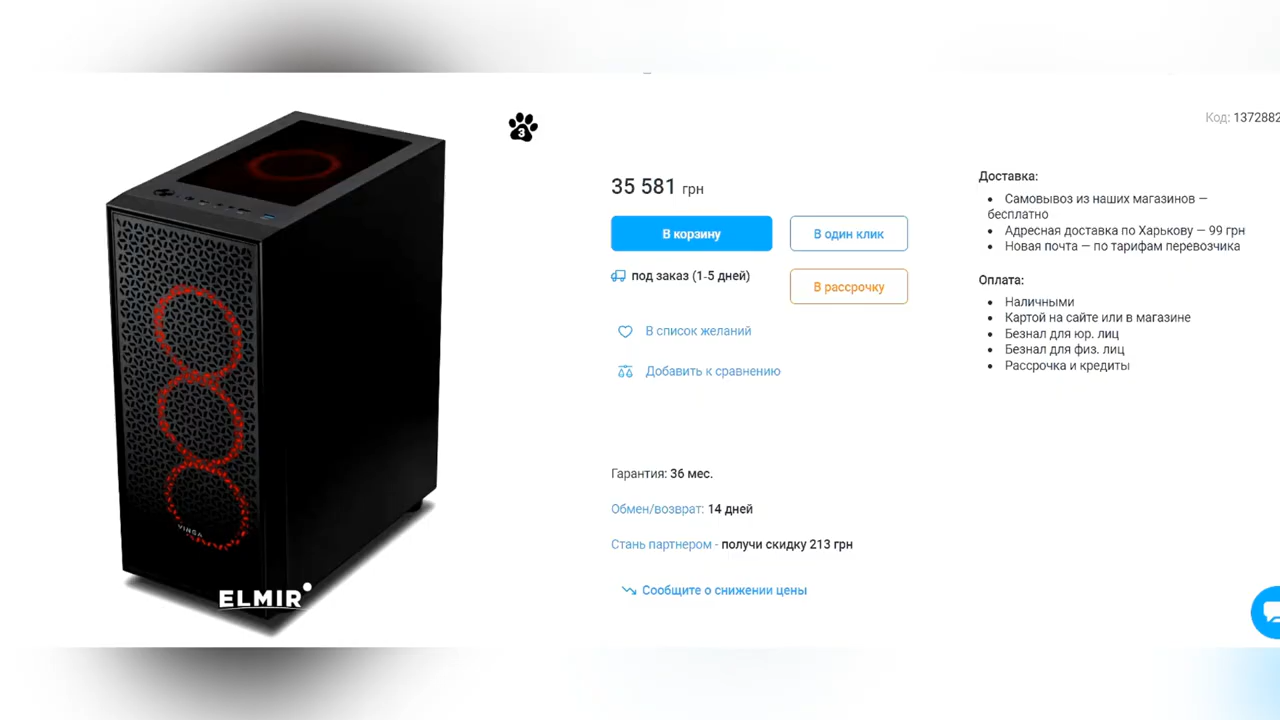 3
VINGA
ELMIR
Код: 1372882
35 581 грн
В корзину
В один клик
под заказ (1-5 дней)
В рассрочку
В список желаний
Добавить к сравнению
Гарантия: 36 мес.
Обмен/возврат: 14 дней
Стань партнером - получи скидку 213 грн
Сообщите о снижении цены
Доставка:
Самовывоз из наших магазинов —
бесплатно
Адресная доставка по Харькову — 99 грн
Новая почта — по тарифам перевозчика
Оплата:
Наличными
Картой на сайте или в магазине
Безнал для юр. лиц
Безнал для физ. лиц
Рассрочка и кредиты